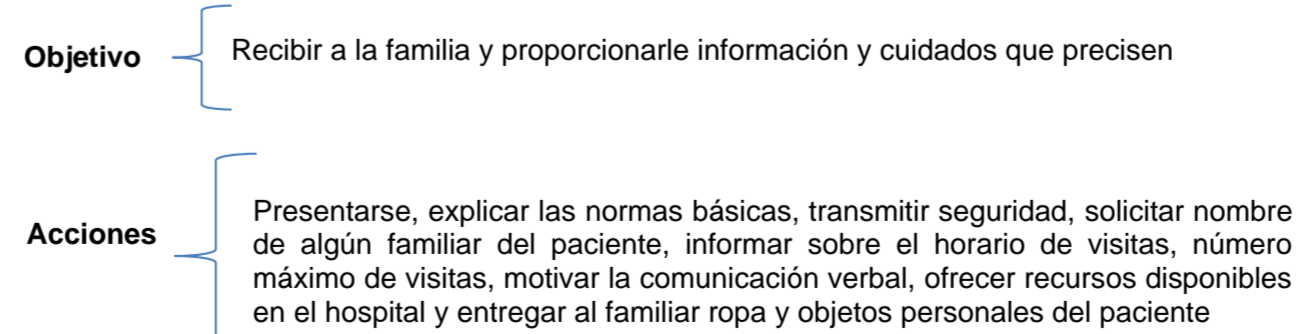 Objetivo
Recibir a la familia y proporcionarle información y cuidados que precisen
Acciones
Presentarse, explicar las normas básicas, transmitir seguridad, solicitar nombre
de algún familiar del paciente, informar sobre el horario de visitas, número
máximo de visitas, motivar la comunicación verbal, ofrecer recursos disponibles
en el hospital y entregar al familiar ropa y objetos personales del paciente